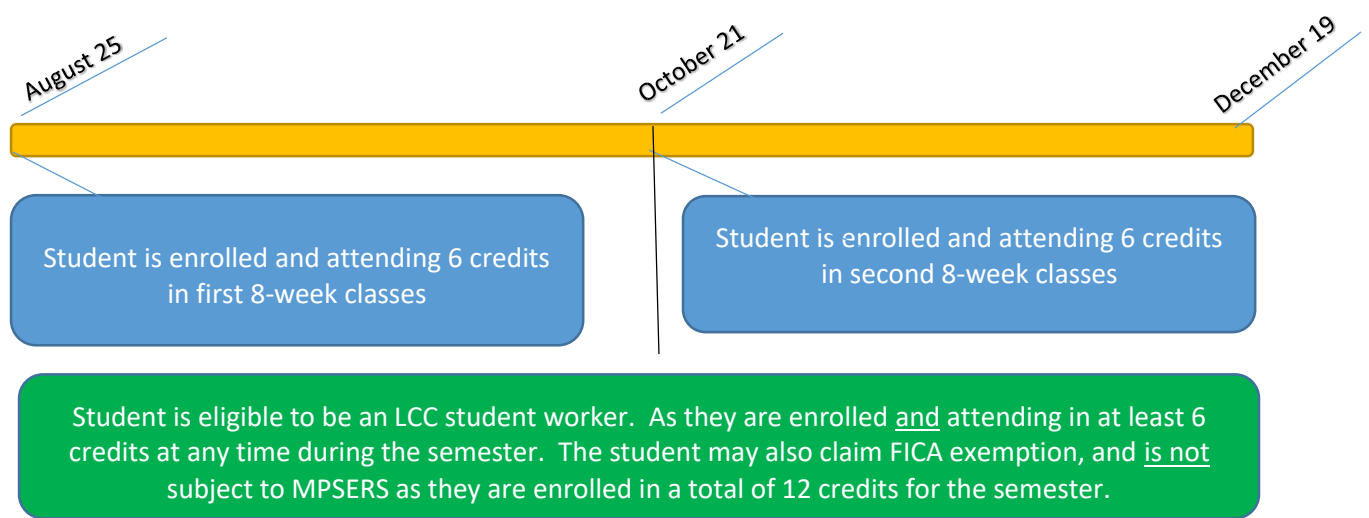 August 25
October 21
December 19
Student is enrolled and attending 6 credits
in first 8-week classes
Student is enrolled and attending 6 credits
in second 8-week classes
Student is eligible to be an LCC student worker.  As they are enrolled and attending in at least 6
credits at any time during the semester.  The student may also claim FICA exemption, and is not
subject to MPSERS as they are enrolled in a total of 12 credits for the semester.